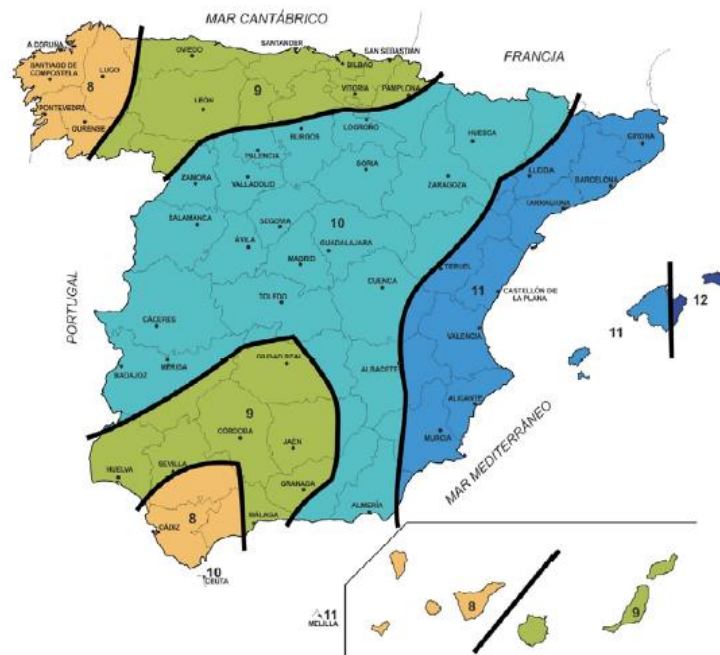 MAR CANTÁBRICO
FRANCIA
A CORUÑA
LUGO
SANTIAGO DE
COMPOSTELA
8
PONTEVEDRA
OURENSE
OVIEDO
SANTANDER
SAN SEBASTIÁN
BILBAO
9
VITORIA
PAMPLONA
LEÓN
BURGOS
LOGROÑO
HUESCA
GIRONA
PALENCIA
SORIA
LLEIDA
BARCELONA
ZAMORA
VALLADOLID
ZARAGOZA
TARRAGONA
SALAMANCA
SEGOVIA
10
ÁVILA
GUADALAJARA
MADRID
TERUEL
CUENCA
11
CASTELLÓN DE
LA PLANA
12
11
TOLEDO
PORTUGAL
CÁCERES
VALENCIA
BADAJOZ
MÉRIDA
CIUDAD REAL
ALBACETE
ALICANTE
9
CÓRDOBA
JAÉN
MURCIA
MAR MEDITERRÁNEO
HUELVA
SEVILLA
GRANADA
8
CÁDIZ
MÁLAGA
ALMERÍA
10
CEUTA
11
MELILLA
8
9